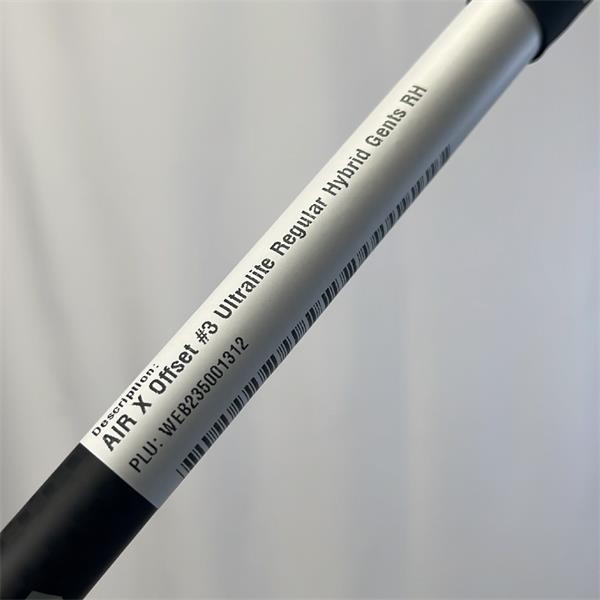 Description:
AIR X Offset #3 Ultralite Regular Hybrid Gents RH
PLU: WEB235001312